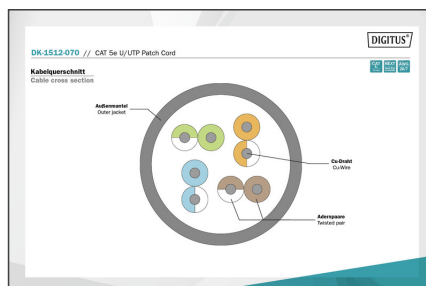 DIGITUS®
DK-1512-070 // CAT 5e U/UTP Patch Cord
Kabelquerschnitt
Cable cross section
Außenmantel
Outer jacket
Cu-Draht
Cu-Wire
Adernpaare
Twisted pair